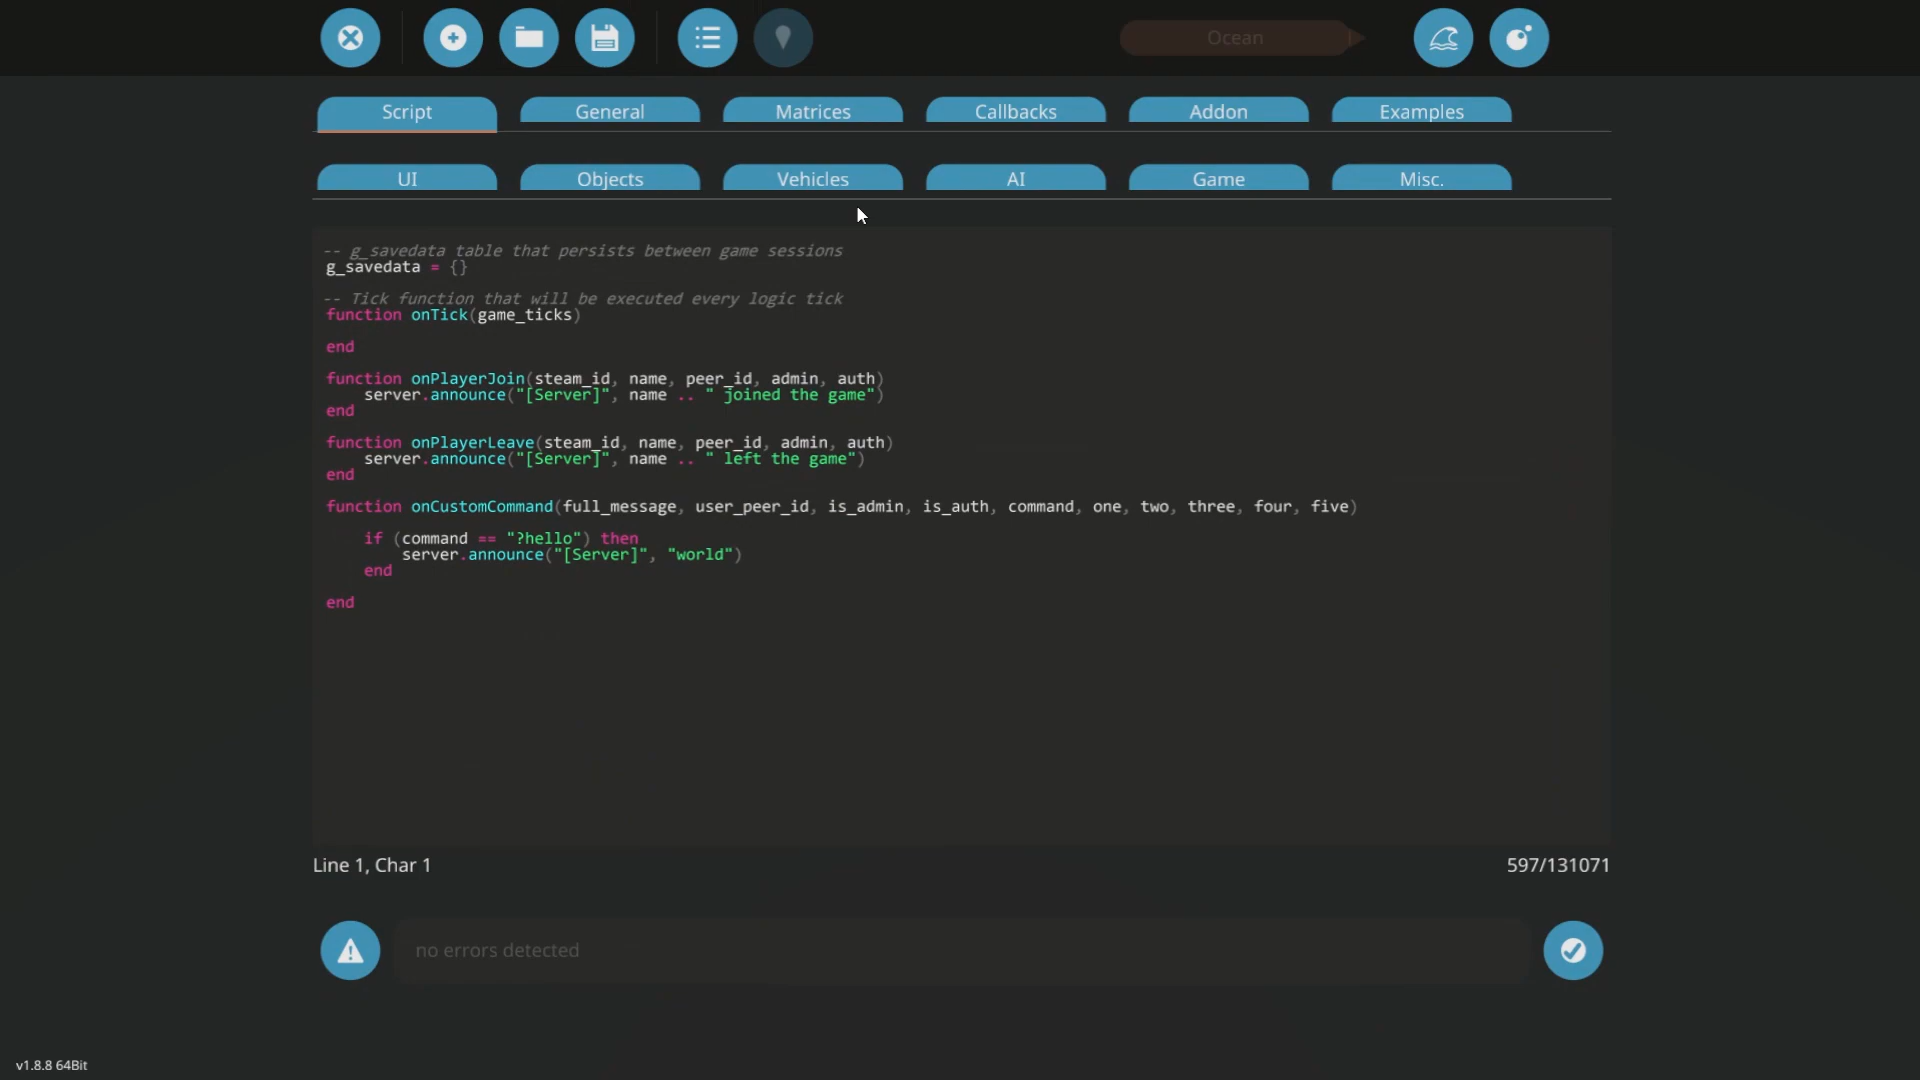 Ocean
Script General Matrices Callbacks Addon Examples
UI Objects Vehicles AI Game Misc.
-- g_savedata table that persists between game sessions
g_savedata = {}
-- Tick function that will be executed every logic tick
function onTick(game_ticks)
end
function onPlayerJoin(steam_id, name, peer_id, admin, auth)
    server.announce("[Server]", name .. " joined the game")
end
function onPlayerLeave(steam_id, name, peer_id, admin, auth)
    server.announce("[Server]", name .. " left the game")
end
function onCustomCommand(full_message, user_peer_id, is_admin, is_auth, command, one, two, three, four, five)
    if (command == "?hello") then
        server.announce("[Server]", "world")
    end
end
Line 1, Char 1 597/131071
no errors detected
v1.8.8 64Bit